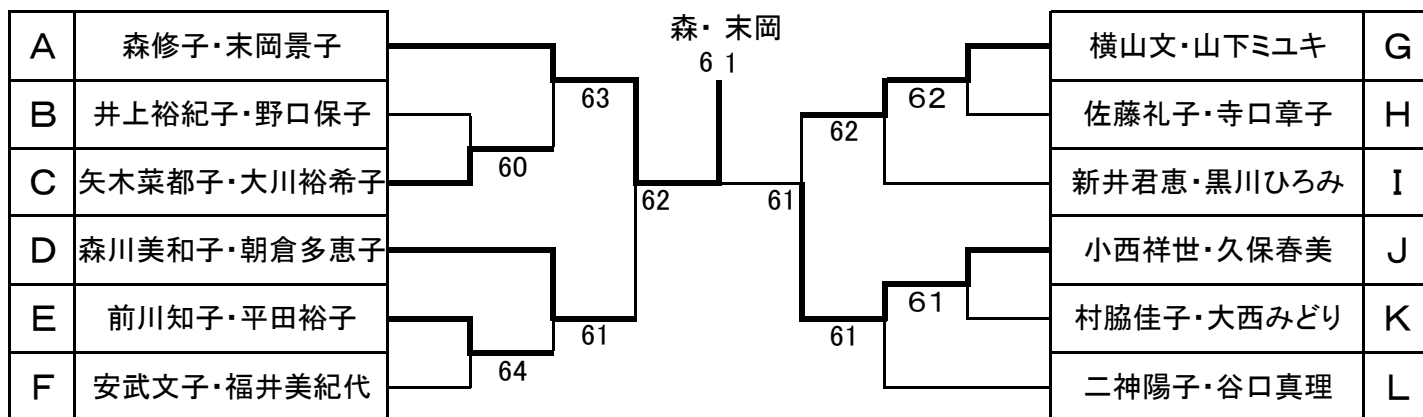 A 森修子・末岡景子
B 井上裕紀子・野口保子
C 矢木菜都子・大川裕希子
D 森川美和子・朝倉多恵子
E 前川知子・平田裕子
F 安武文子・福井美紀代
63
60
62
61
64
森・末岡
6 1
62
62
61
61
61
横山文・山下ミユキ G
佐藤礼子・寺口章子 H
新井君恵・黒川ひろみ I
小西祥世・久保春美 J
村脇佳子・大西みどり K
二神陽子・谷口真理 L